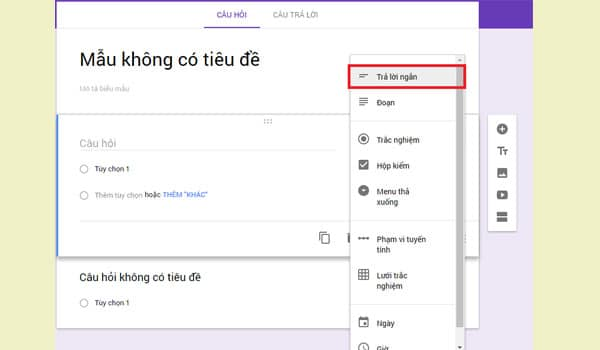 CÂU HỎI CÂU TRẢ LỜI
Mẫu không có tiêu đề
Mô tả biểu mẫu
Câu hỏi
Tùy chọn 1
Thêm tùy chọn hoặc THÊM "KHÁC"
Câu hỏi không có tiêu đề
Tùy chọn 1
Trả lời ngắn
Đoạn
Trắc nghiệm
Hộp kiểm
Menu thả
xuống
Phạm vi tuyến
tính
Lưới trắc
nghiệm
Ngày
Giờ
Tт